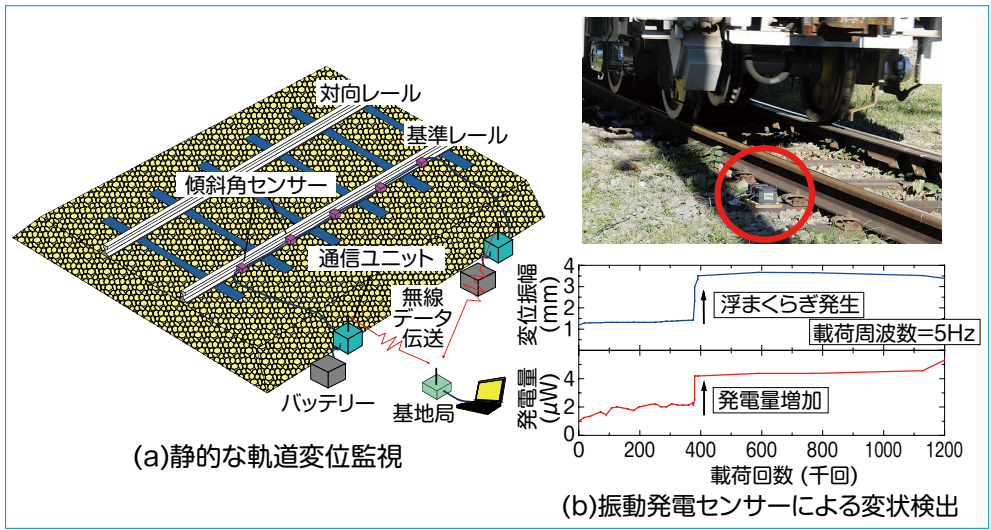 対向レール
基準レール
傾斜角センサー
通信ユニット
無線
データ
伝送
バッテリー
基地局
(a)静的な軌道変位監視
変位振幅
(mm)
4
3
2
1
0
浮まくらぎ発生
載荷周波数=5Hz
発電量
(μW)
4
2
0
発電量増加
0 200 400 600 800 1000 1200
載荷回数 (千回)
(b)振動発電センサーによる変状検出